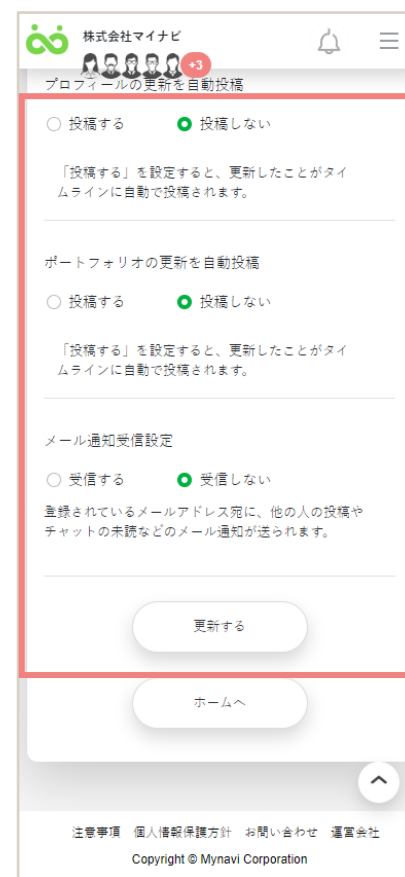 株式会社マイナビ
+3
プロフィールの更新を自動投稿
投稿する 投稿しない
「投稿する」を設定すると、更新したことがタイ
ムラインに自動で投稿されます。
ポートフォリオの更新を自動投稿
投稿する 投稿しない
「投稿する」を設定すると、更新したことがタイ
ムラインに自動で投稿されます。
メール通知受信設定
受信する 受信しない
登録されているメールアドレス宛に、他の人の投稿や
チャットの未読などのメール通知が送られます。
更新する
ホームへ
注意事項 個人情報保護方針 お問い合わせ 運営会社
Copyright © Mynavi Corporation